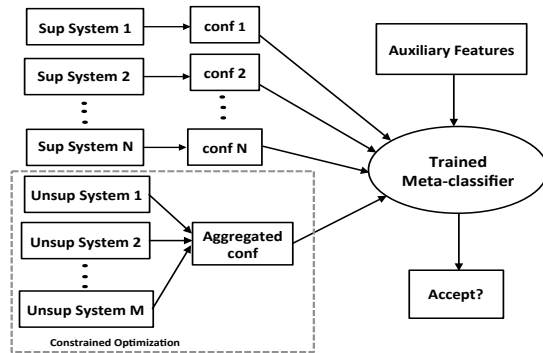 Sup System 1
conf 1
Auxiliary Features
Sup System 2
conf 2
Sup System N
conf N
Trained
Meta-classifier
Unsup System 1
Unsup System 2
Aggregated
conf
Unsup System M
Accept?
Constrained Optimization